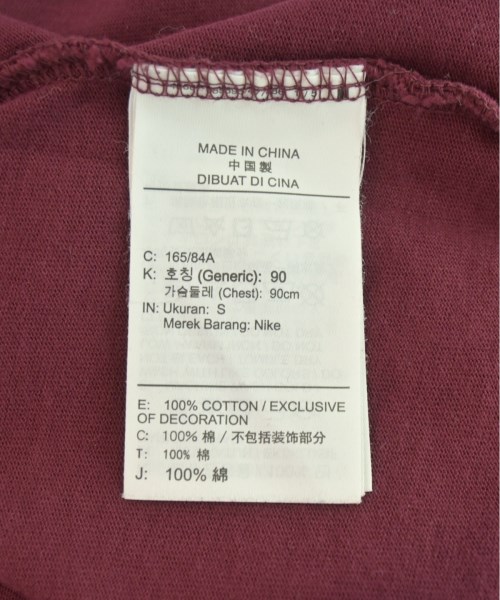 MADE IN CHINA
中国製
DIBUAT DI CINA
C: 165/84A
K: 호칭 (Generic): 90
가슴둘레 (Chest): 90cm
IN: Ukuran: S
Merek Barang: Nike
E: 100% COTTON / EXCLUSIVE
OF DECORATION
C: 100% 棉 / 不包括装饰部分
T: 100% 棉
J: 100% 綿